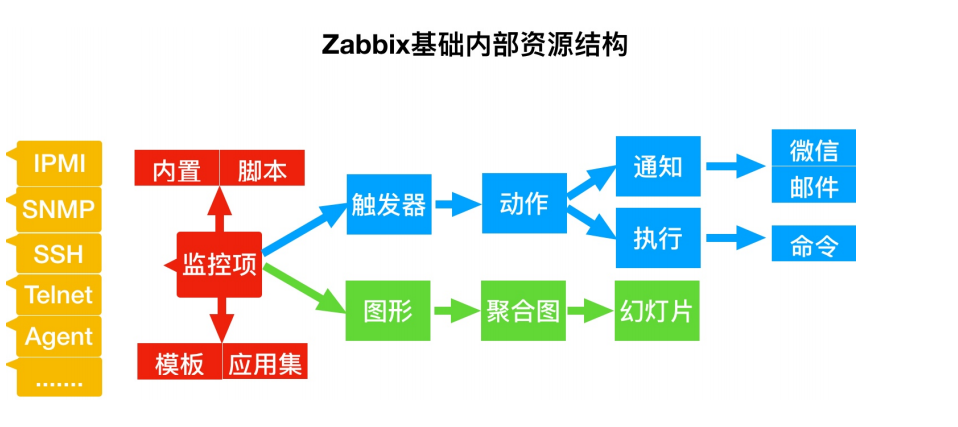 Zabbix基础内部资源结构
IPMI
SNMP
SSH
Telnet
Agent
.......
内置
脚本
监控项
模板
应用集
触发器
动作
通知
执行
微信
邮件
命令
图形
聚合图
幻灯片